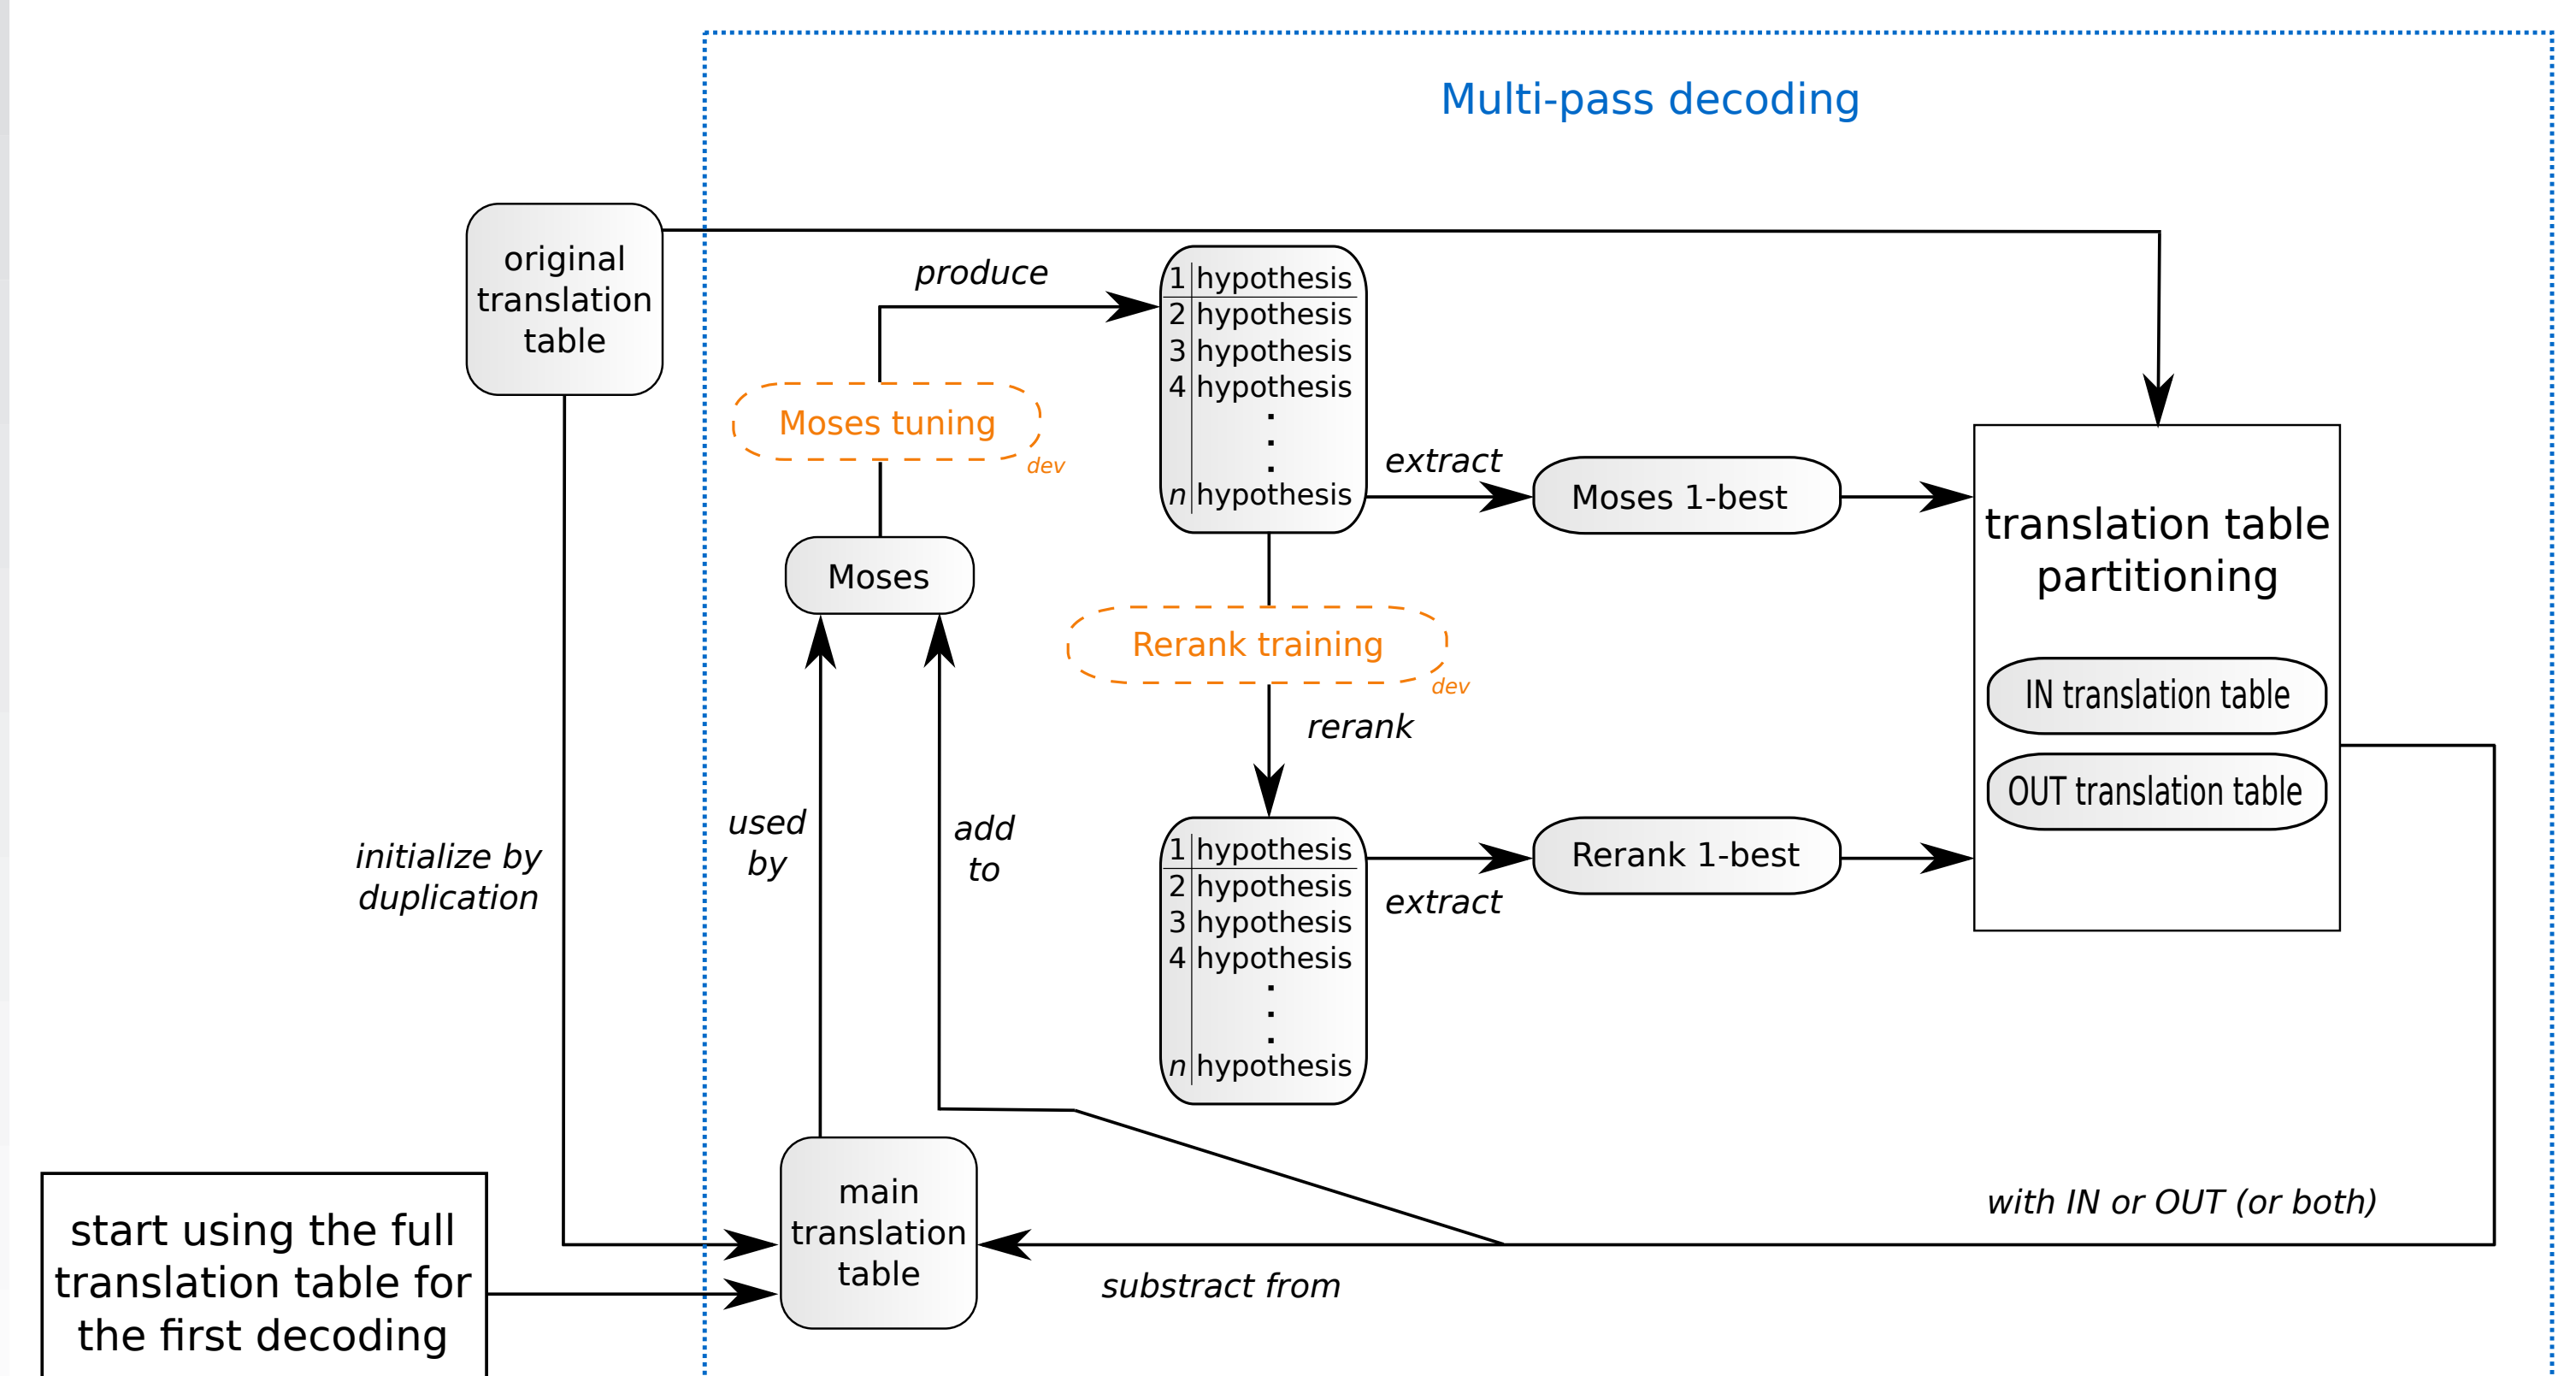 Multi-pass decoding
original
translation
table
produce
1 hypothesis
2 hypothesis
3 hypothesis
4 hypothesis
.
.
.
n hypothesis
Moses tuning
dev
extract
Moses 1-best
Moses
translation table
partitioning
Rerank training
dev
IN translation table
rerank
OUT translation table
initialize by
duplication
used
by
add
to
1 hypothesis
2 hypothesis
3 hypothesis
4 hypothesis
.
.
.
n hypothesis
Rerank 1-best
extract
main
translation
table
with IN or OUT (or both)
substract from
start using the full
translation table for
the first decoding